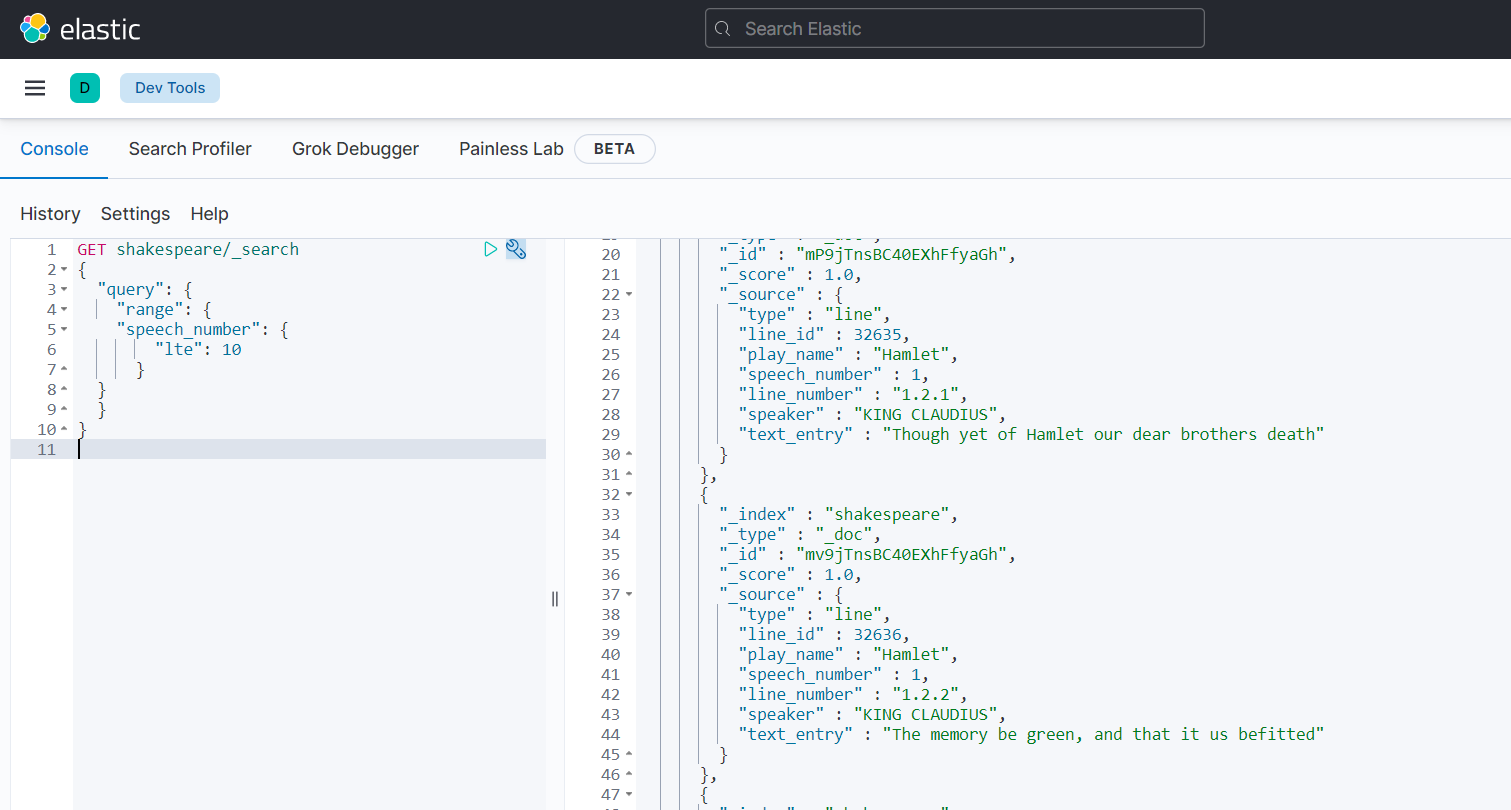 elastic
Search Elastic
D
Dev Tools
Console Search Profiler Grok Debugger Painless Lab BETA
History Settings Help
1 GET shakespeare/_search
2 {
3 "query": {
4 "range": {
5 "speech_number": {
6 "lte": 10
7 }
8 }
9 }
10 }
11
20 "_id" : "mP9jTnsBC40EXhFfyaGh",
21 "_score" : 1.0,
22 "_source" : {
23 "type" : "line",
24 "line_id" : 32635,
25 "play_name" : "Hamlet",
26 "speech_number" : 1,
27 "line_number" : "1.2.1",
28 "speaker" : "KING CLAUDIUS",
29 "text_entry" : "Though yet of Hamlet our dear brothers death"
30 }
31 },
32 {
33 "_index" : "shakespeare",
34 "_type" : "_doc",
35 "_id" : "mv9jTnsBC40EXhFfyaGh",
36 "_score" : 1.0,
37 "_source" : {
38 "type" : "line",
39 "line_id" : 32636,
40 "play_name" : "Hamlet",
41 "speech_number" : 1,
42 "line_number" : "1.2.2",
43 "speaker" : "KING CLAUDIUS",
44 "text_entry" : "The memory be green, and that it us befitted"
45 }
46 },
47 {